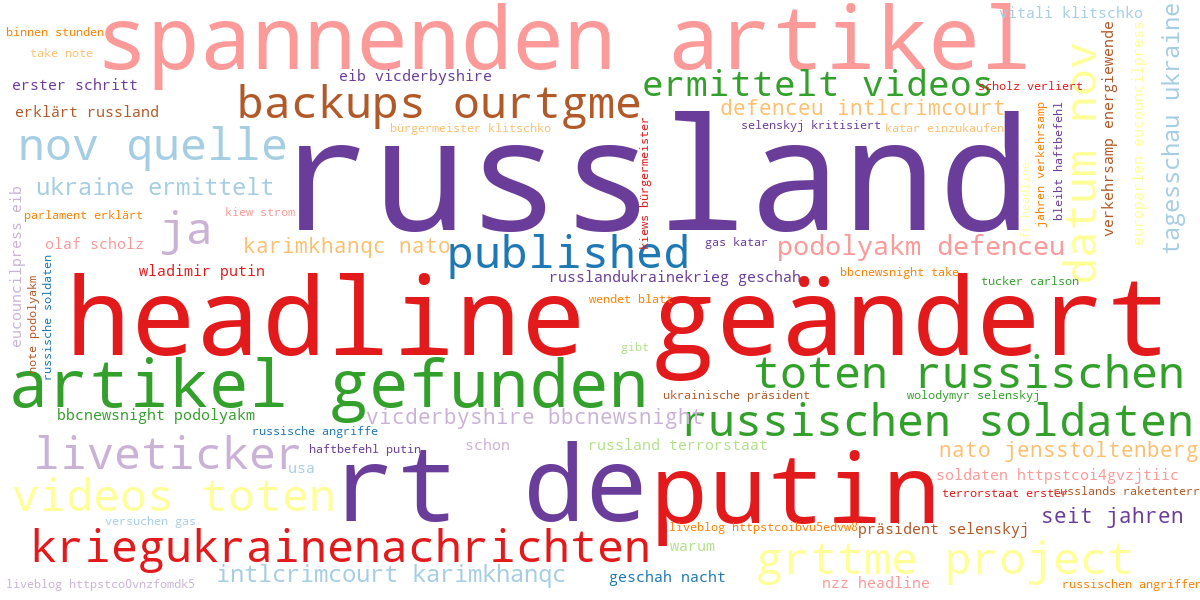 binnen stunden
spannenden artikel
vitali klitschko
take note
erster schritt
eib vicderbyshire
ermittelt videos
scholz verliert
erklärt russland
backups ourtgme
defenceu intlcrimcourt
nov quelle
bürgermeister klitschko
selenskyj kritisiert
katar einzukaufen
russland
kiews bürgermeister
jahren verkehrsamp
bleibt haftbefehl
datum nov
verkehrsamp energiewende
europarlen eucouncilpress
tagesschau ukraine
ukraine ermittelt
eucouncilpress eib
parlament erklärt
ja
kiew strom
olaf scholz
karimkhanqc nato
published
gas katar
podolyakm defenceu
wladimir putin
russlandukrainekrieg geschah
bbcnewsnight take
tucker carlson
note podolyakm
russische soldaten
headline geändert
wendet blatt
gibt
artikel gefunden
toten russischen
ukrainische präsident
wolodymyr selenskyj
bbcnewsnight podolyakm
vicderbyshire bbcnewsnight
russischen soldaten
russische angriffe
liveticker
haftbefehl putin
schon
russland terrorstaat
nato jensstoltenberg
usa
rt de
putin
soldaten httpstcoi4gvzjtiic
videos toten
terrorstaat erster
russlands raketenterr
versuchen gas
liveblog httpstcoibvu5edvw8
präsident selenskyj
seit jahren
kriegukrainenachrichten
warum
grttme project
intlcrimcourt karimkhanqc
geschah nacht
liveblog httpstco0vnzfomdk5
nzz headline
russischen angriffen